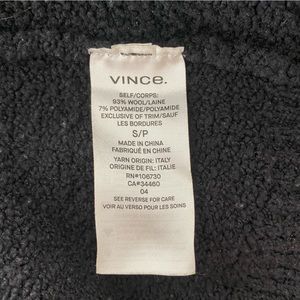 VINCE.
SELF/CORPS:
93% WOOL/LAINE
7% POLYAMIDE/POLYAMIDE
EXCLUSIVE OF TRIM/SAUF
LES BORDURES
S/P
MADE IN CHINA
FABRIQUÉ EN CHINE
YARN ORIGIN: ITALY
ORIGINE DE FIL: ITALIE
RN#106730
CA#34460
04
SEE REVERSE FOR CARE
VOIR AU VERSO POUR LES SOINS